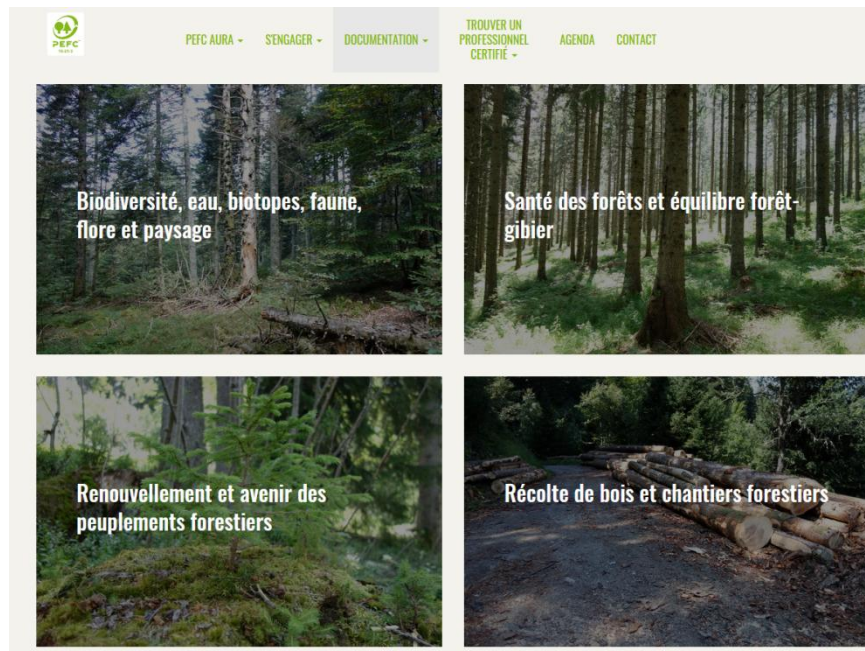 PEFC
PEFC AURA
S'ENGAGER
DOCUMENTATION
TROUVER UN
PROFESSIONNEL
CERTIFIÉ
AGENDA
CONTACT
Biodiversité, eau, biotopes, faune,
flore et paysage
Santé des forêts et équilibre forêt-
gibier
Renouvellement et avenir des
peuplements forestiers
Récolte de bois et chantiers forestiers